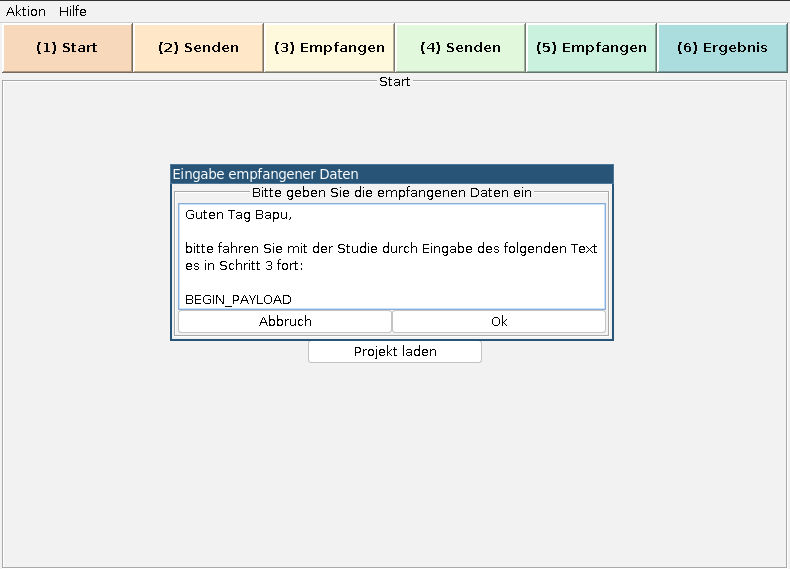 Aktion Hilfe
(1) Start (2) Senden (3) Empfangen (4) Senden (5) Empfangen (6) Ergebnis
Start
Eingabe empfangener Daten
Bitte geben Sie die empfangenen Daten ein
Guten Tag Bapu,
bitte fahren Sie mit der Studie durch Eingabe des folgenden Text
es in Schritt 3 fort:
BEGIN_PAYLOAD
Abbruch Ok
Projekt laden